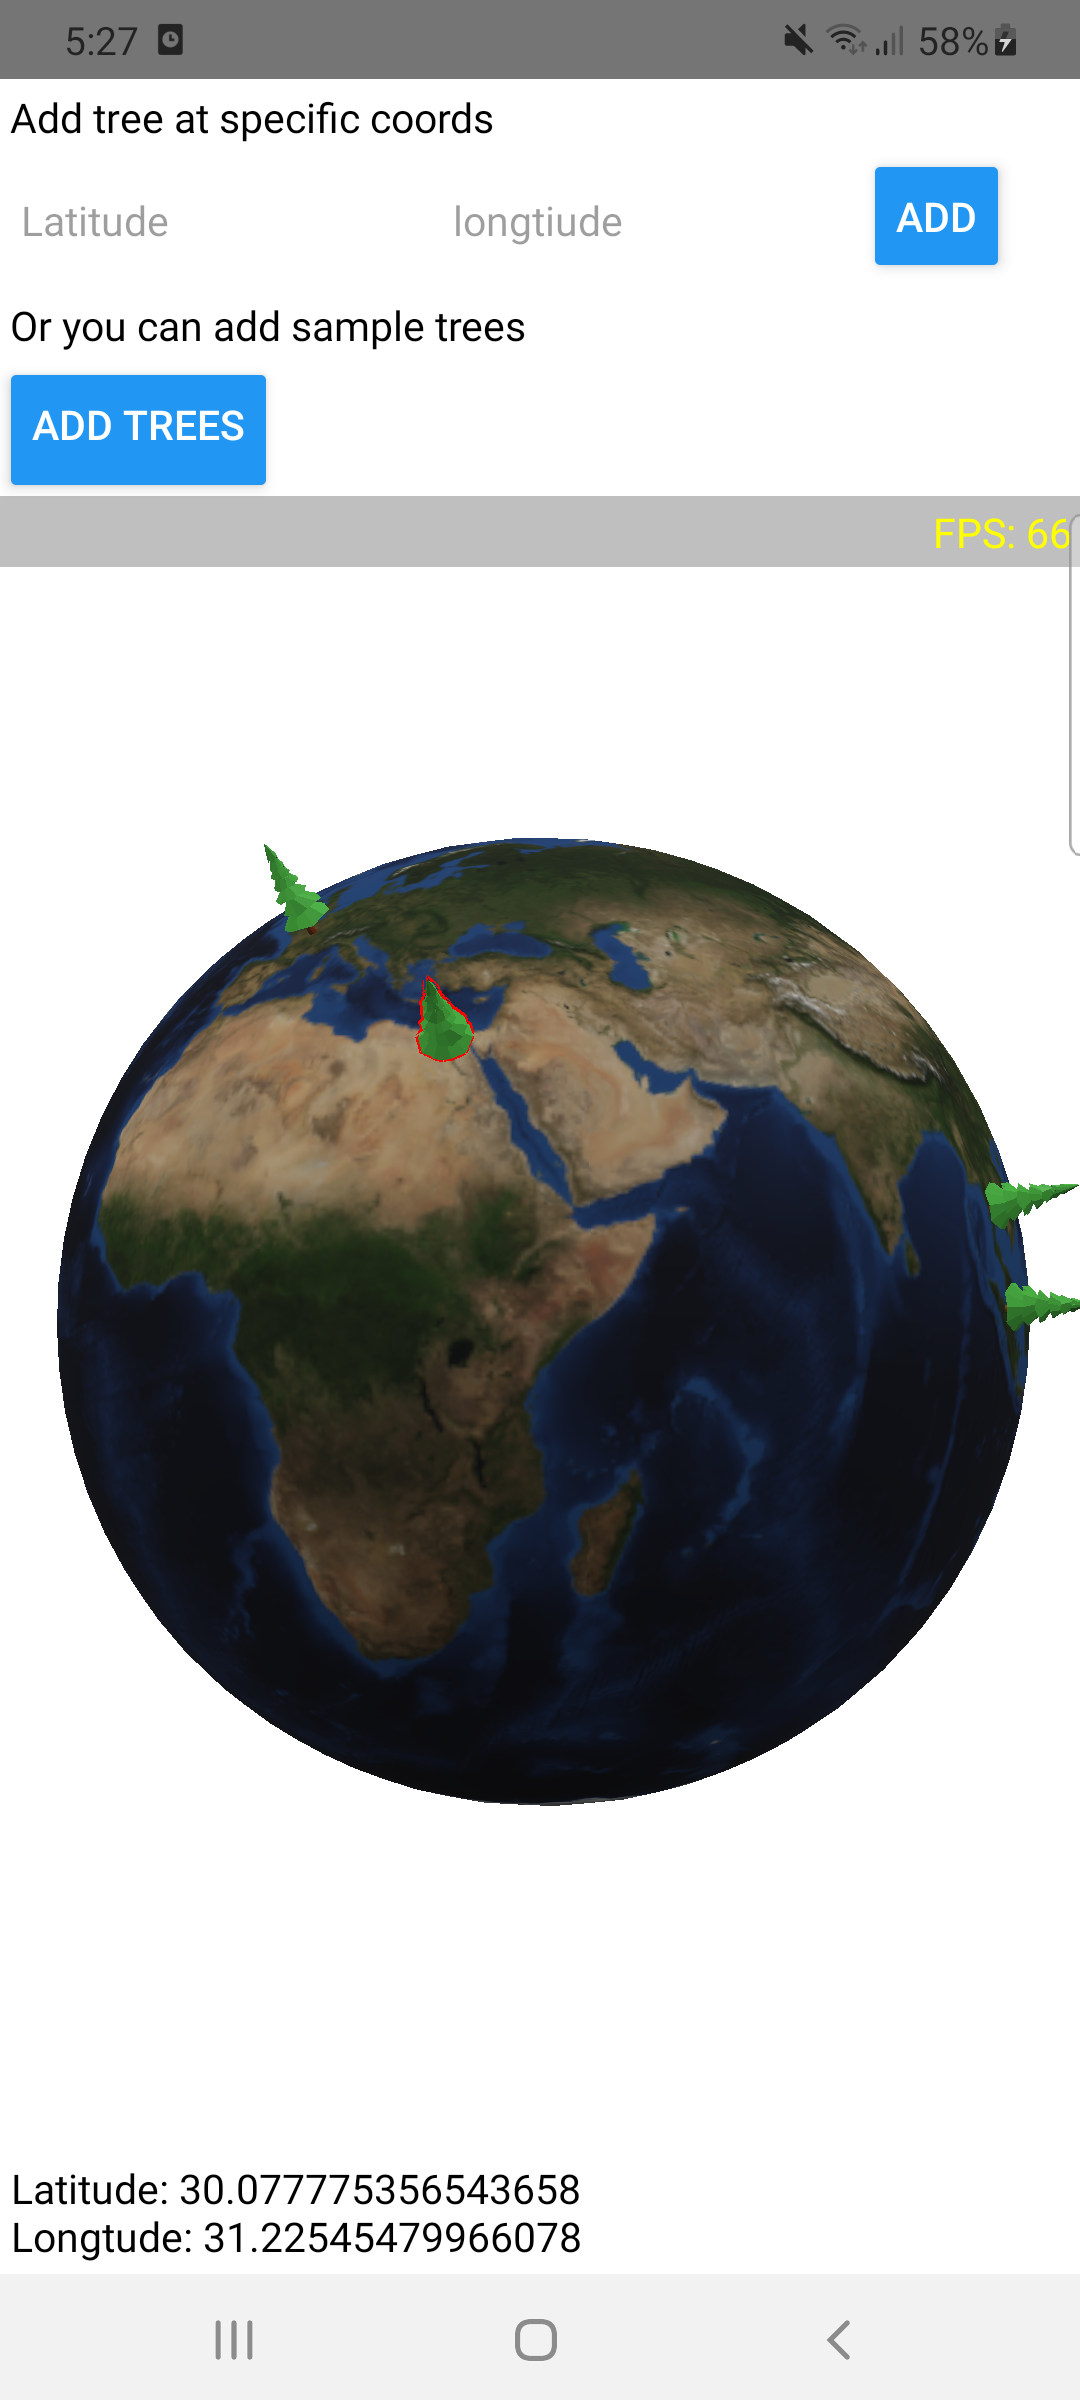 5:27 58%
Add tree at specific coords
Latitude longtiude ADD
Or you can add sample trees
ADD TREES
FPS: 66
Latitude: 30.077775356543658
Longtude: 31.22545479966078